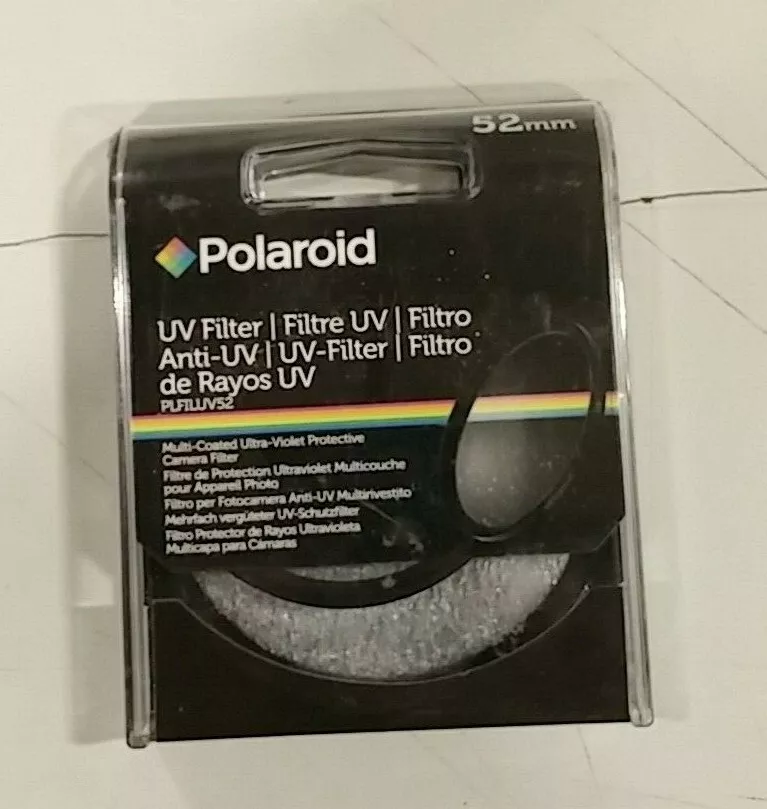 52mm
Polaroid
UV Filter | Filtre UV | Filtro
Anti-UV | UV-Filter | Filtro
de Rayos UV
PLFILUV52
Multi-Coated Ultra-Violet Protective
Camera Filter
Filtre de Protection Ultraviolet Multicouche
pour Appareil Photo
Filtro per Fotocamera Anti-UV Multirivestito
Mehrfach vergüteter UV-Schutzfilter
Filtro Protector de Rayos Ultravioleta
Multicapa para Cámaras